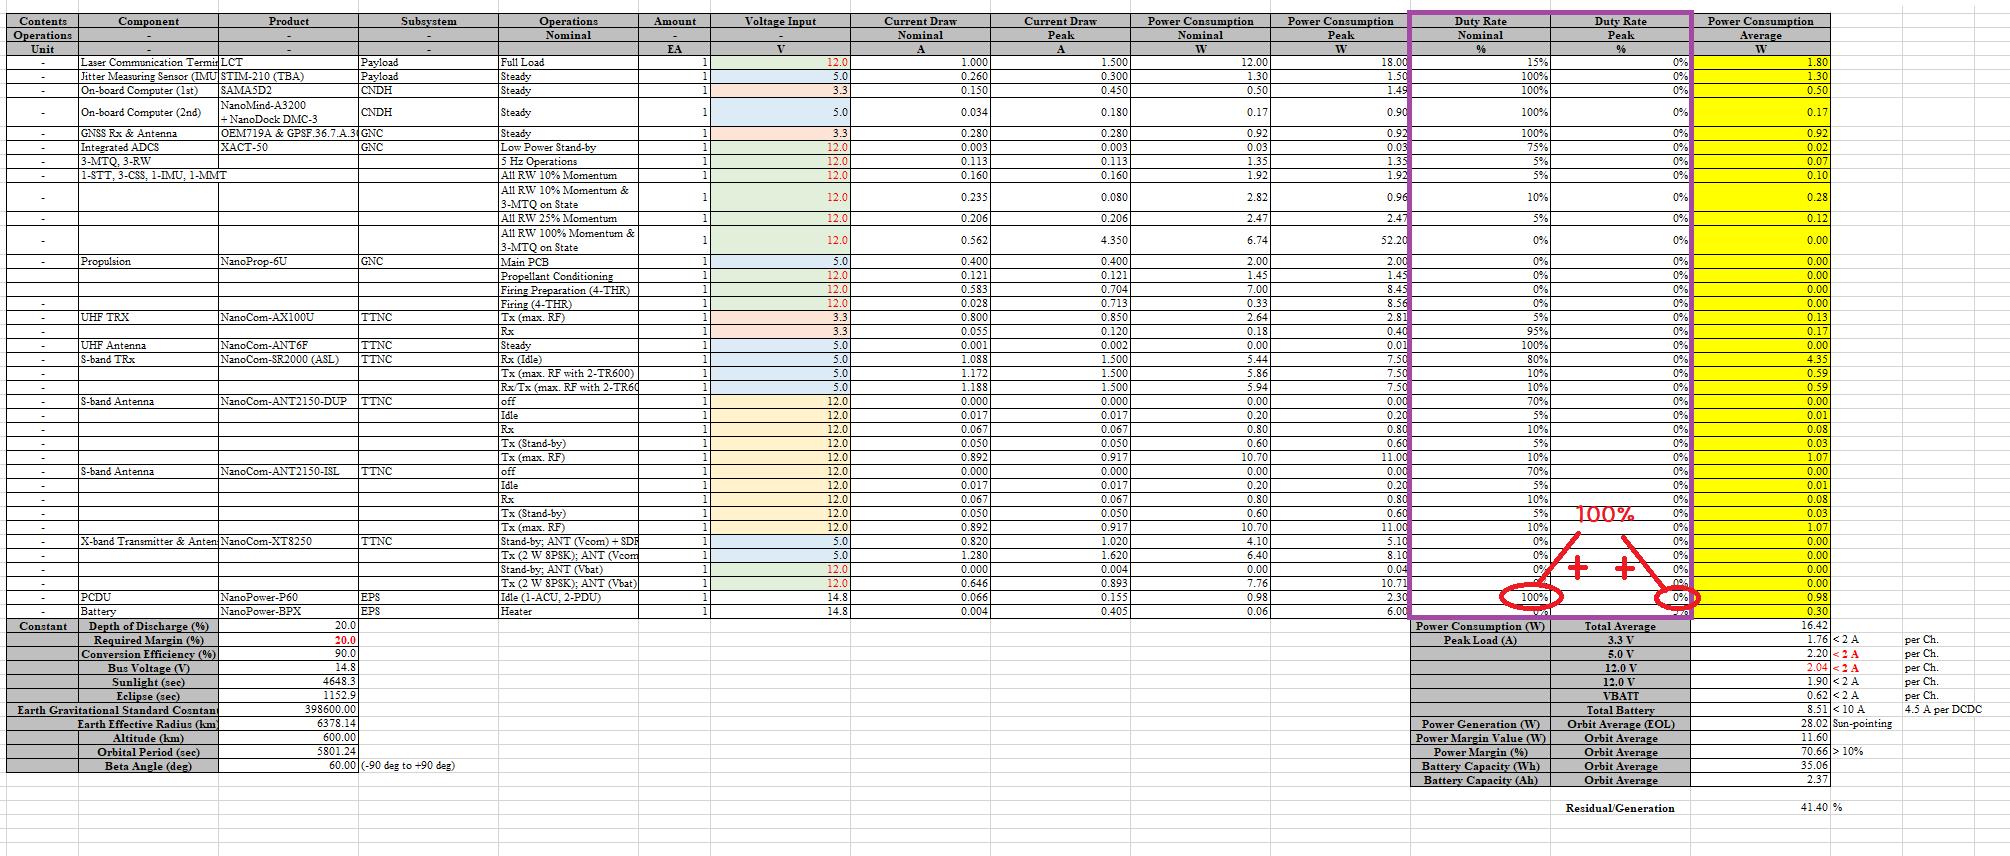 Contents Component Product Subsystem Operations Amount Voltage Input Current Draw Current Draw Power Consumption Power Consumption Duty Rate Duty Rate Power Consumption
Operations - - - Nominal - - Nominal Peak Nominal Peak Nominal Peak Average
Unit - - - EA V A A W W % % W
- Laser Communication Termin LCT Payload Full Load 1 12.0 1.000 1.500 12.00 18.00 15% 0% 1.80
- Jitter Measuring Sensor (IMU STIM-210 (TBA) Payload Steady 1 5.0 0.260 0.300 1.30 1.50 100% 0% 1.30
- On-board Computer (1st) SAMA5D2 CNDH Steady 1 3.3 0.150 0.450 0.50 1.49 100% 0% 0.50
- On-board Computer (2nd) NanoMind-A3200 CNDH Steady 1 5.0 0.034 0.180 0.17 0.90 100% 0% 0.17
+ NanoDock DMC-3
- GNSS Rx & Antenna OEM719A & GPSF.36.7.A.30 GNC Steady 1 3.3 0.280 0.280 0.92 0.92 100% 0% 0.92
- Integrated ADCS XACT-50 GNC Low Power Stand-by 1 12.0 0.003 0.003 0.03 0.03 75% 0% 0.02
- 3-MTQ, 3-RW 5 Hz Operations 1 12.0 0.113 0.113 1.35 1.35 5% 0% 0.07
- 1-STT, 3-CSS, 1-IMU, 1-MMT All RW 10% Momentum 1 12.0 0.160 0.160 1.92 1.92 5% 0% 0.10
- All RW 10% Momentum & 1 12.0 0.235 0.080 2.82 0.96 10% 0% 0.28
3-MTQ on State
- All RW 25% Momentum 1 12.0 0.206 0.206 2.47 2.47 5% 0% 0.12
- All RW 100% Momentum & 1 12.0 0.562 4.350 6.74 52.20 0% 0% 0.00
3-MTQ on State
- Propulsion NanoProp-6U GNC Main PCB 1 5.0 0.400 0.400 2.00 2.00 0% 0% 0.00
Propellant Conditioning 1 12.0 0.121 0.121 1.45 1.45 0% 0% 0.00
Firing Preparation (4-THR) 1 12.0 0.583 0.704 7.00 8.45 0% 0% 0.00
- Firing (4-THR) 1 12.0 0.028 0.713 0.33 8.56 0% 0% 0.00
- UHF TRX NanoCom-AX100U TTNC Tx (max. RF) 1 3.3 0.800 0.850 2.64 2.81 5% 0% 0.13
- Rx 1 3.3 0.055 0.120 0.18 0.40 95% 0% 0.17
- UHF Antenna NanoCom-ANT6F TTNC Steady 1 5.0 0.001 0.002 0.00 0.01 100% 0% 0.00
- S-band TRx NanoCom-SR2000 (ASL) TTNC Rx (Idle) 1 5.0 1.088 1.500 5.44 7.50 80% 0% 4.35
- Tx (max. RF with 2-TR600) 1 5.0 1.172 1.500 5.86 7.50 10% 0% 0.59
- Rx/Tx (max. RF with 2-TR60 1 5.0 1.188 1.500 5.94 7.50 10% 0% 0.59
- S-band Antenna NanoCom-ANT2150-DUP TTNC off 1 12.0 0.000 0.000 0.00 0.00 70% 0% 0.00
- Idle 1 12.0 0.017 0.017 0.20 0.20 5% 0% 0.01
- Rx 1 12.0 0.067 0.067 0.80 0.80 10% 0% 0.08
- Tx (Stand-by) 1 12.0 0.050 0.050 0.60 0.60 5% 0% 0.03
- Tx (max. RF) 1 12.0 0.892 0.917 10.70 11.00 10% 0% 1.07
- S-band Antenna NanoCom-ANT2150-ISL TTNC off 1 12.0 0.000 0.000 0.00 0.00 70% 0% 0.00
- Idle 1 12.0 0.017 0.017 0.20 0.20 5% 0% 0.01
- Rx 1 12.0 0.067 0.067 0.80 0.80 10% 0% 0.08
- Tx (Stand-by) 1 12.0 0.050 0.050 0.60 0.60 5% 0% 0.03
100%
- Tx (max. RF) 1 12.0 0.892 0.917 10.70 11.00 10% 0% 1.07
- X-band Transmitter & Anten NanoCom-XT8250 TTNC Stand-by; ANT (Vcom) + SDR 1 5.0 0.820 1.020 4.10 5.10 0% 0% 0.00
- Tx (2 W 8PSK); ANT (Vcom 1 5.0 1.280 1.620 6.40 8.10 0% 0% 0.00
- Stand-by; ANT (Vbat) 1 12.0 0.000 0.004 0.00 0.04 0% 0% 0.00
+ +
- Tx (2 W 8PSK); ANT (Vbat) 1 12.0 0.646 0.893 7.76 10.71 0% 0% 0.00
- PCDU NanoPower-P60 EPS Idle (1-ACU, 2-PDU) 1 14.8 0.066 0.155 0.98 2.30 100% 0% 0.98
- Battery NanoPower-BPX EPS Heater 1 14.8 0.004 0.405 0.06 6.00 0% 5% 0.30
Constant Depth of Discharge (%) 20.0 Power Consumption (W) Total Average 16.42
Required Margin (%) 20.0 Peak Load (A) 3.3 V 1.76 < 2 A per Ch.
Conversion Efficiency (%) 90.0 5.0 V 2.20 < 2 A per Ch.
Bus Voltage (V) 14.8 12.0 V 2.04 < 2 A per Ch.
Sunlight (sec) 4648.3 12.0 V 1.90 < 2 A per Ch.
Eclipse (sec) 1152.9 VBATT 0.62 < 2 A per Ch.
Earth Gravitational Standard Cosntant 398600.00 Total Battery 8.51 < 10 A 4.5 A per DCDC
Earth Effective Radius (km) 6378.14 Power Generation (W) Orbit Average (EOL) 28.02 Sun-pointing
Altitude (km) 600.00 Power Margin Value (W) Orbit Average 11.60
Orbital Period (sec) 5801.24 Power Margin (%) Orbit Average 70.66 > 10%
Beta Angle (deg) 60.00 (-90 deg to +90 deg) Battery Capacity (Wh) Orbit Average 35.06
Battery Capacity (Ah) Orbit Average 2.37
Residual/Generation 41.40 %